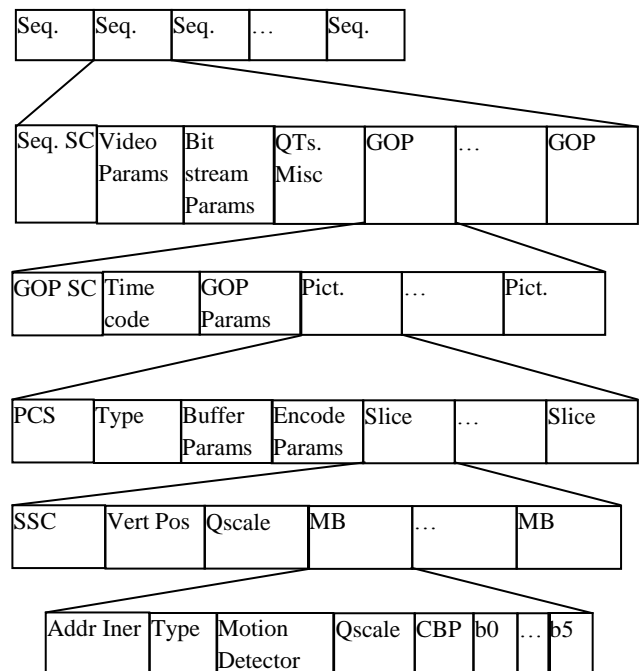 Seq. Seq. Seq. … Seq.
Seq. SC Video Params Bit stream Params QTs. Misc GOP … GOP
GOP SC Time code GOP Params Pict. … Pict.
PCS Type Buffer Params Encode Params Slice … Slice
SSC Vert Pos Qscale MB … MB
Addr Iner Type Motion Detector Qscale CBP b0 … b5